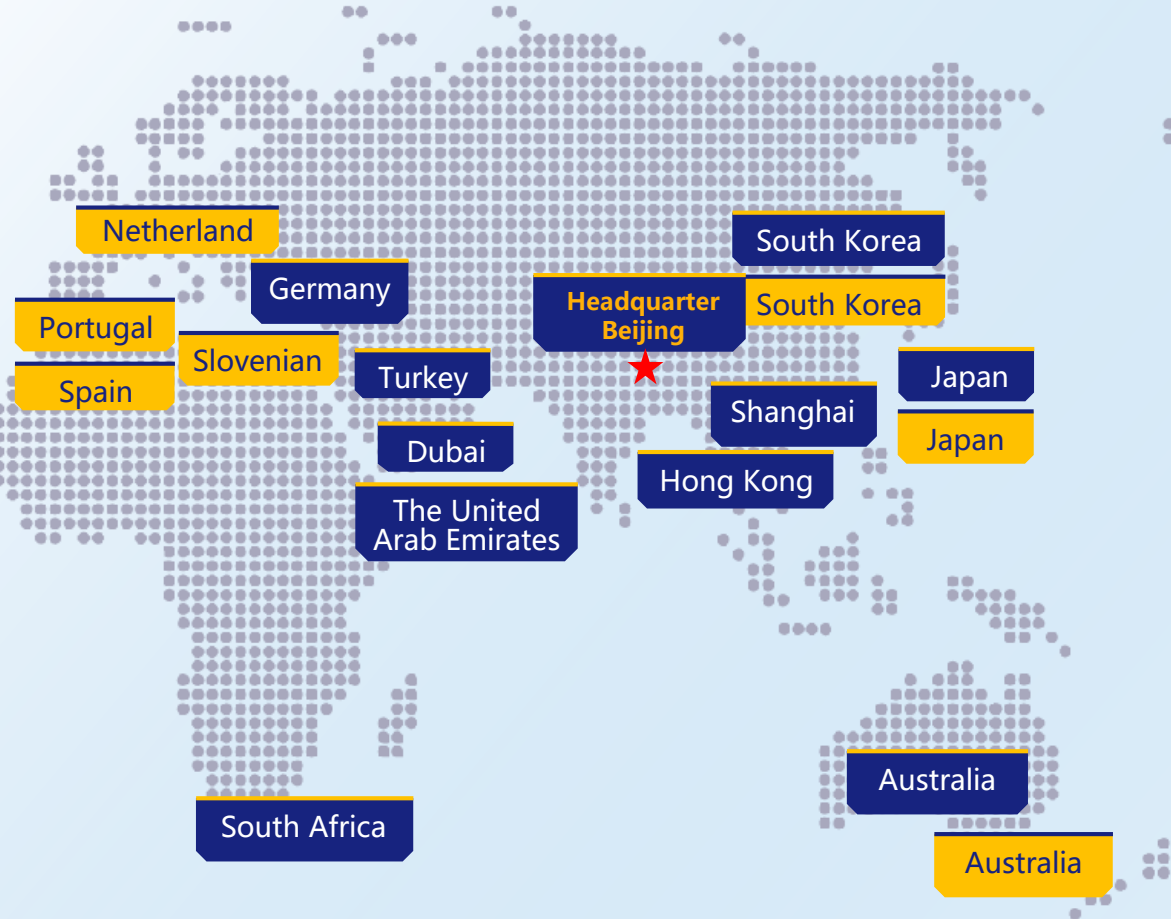 Netherland
South Korea
Germany
Headquarter
Beijing
South Korea
Portugal
Slovenian
Turkey
Japan
Spain
Shanghai
Dubai
Japan
Hong Kong
The United
Arab Emirates
Australia
South Africa
Australia